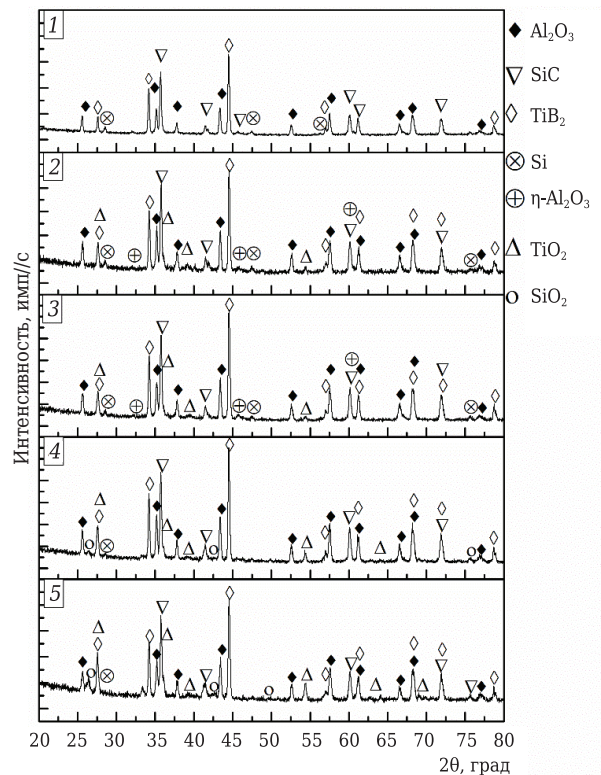 1
2
3
4
5
Al₂O₃
SiC
TiB₂
Si
η-Al₂O₃
TiO₂
SiO₂
Интенсивность, имп//с
20 25 30 35 40 45 50 55 60 65 70 75 80
2θ, град